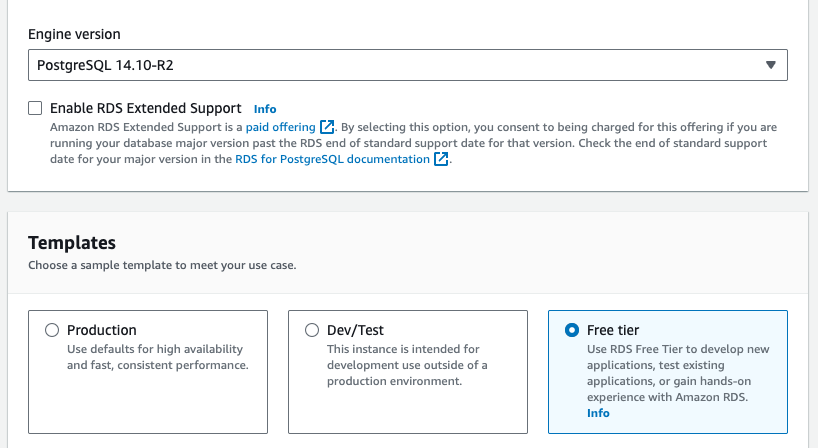 Engine version
PostgreSQL 14.10-R2
Enable RDS Extended Support Info
Amazon RDS Extended Support is a paid offering. By selecting this option, you consent to being charged for this offering if you are
running your database major version past the RDS end of standard support date for that version. Check the end of standard support
date for your major version in the RDS for PostgreSQL documentation.
Templates
Choose a sample template to meet your use case.
Production
Use defaults for high availability
and fast, consistent performance.
Dev/Test
This instance is intended for
development use outside of a
production environment.
Free tier
Use RDS Free Tier to develop new
applications, test existing
applications, or gain hands-on
experience with Amazon RDS.
Info